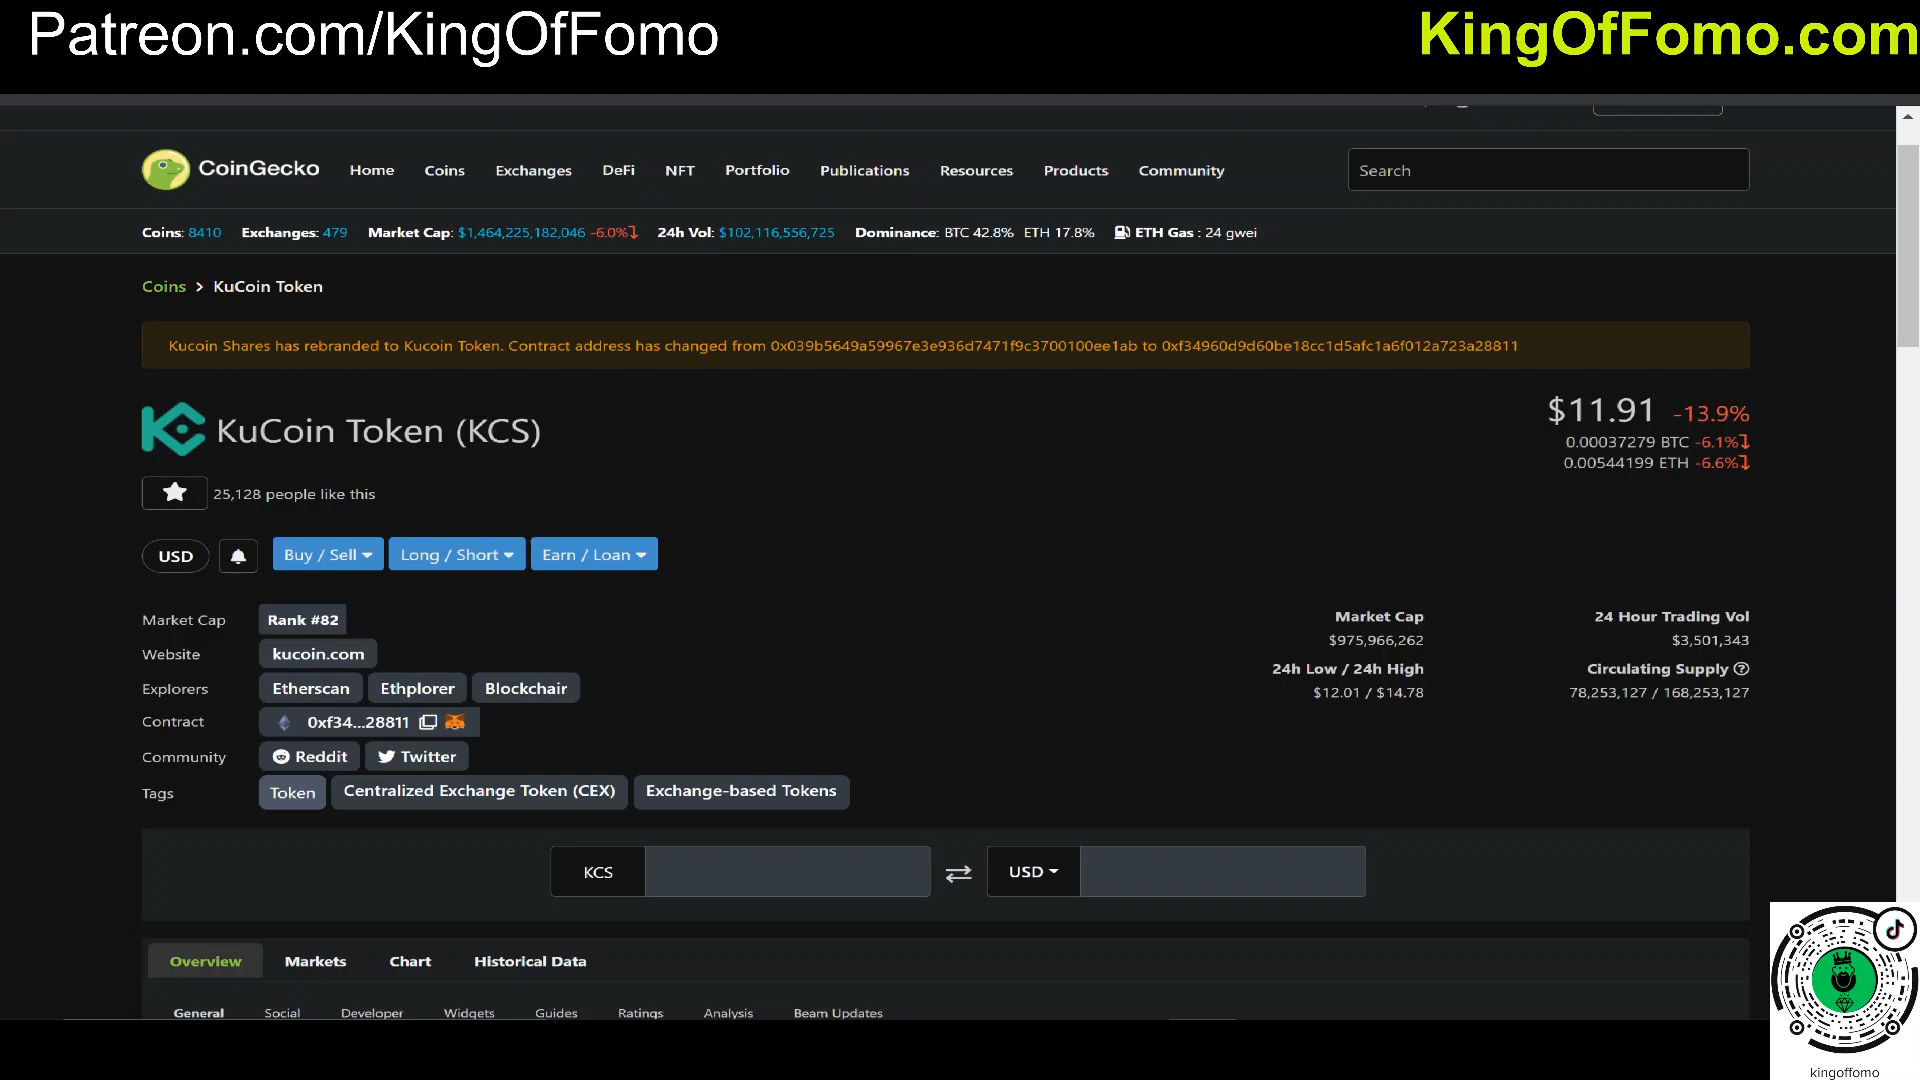 Patreon.com/KingOfFomo
KingOfFomo.com
CoinGecko Home Coins Exchanges DeFi NFT Portfolio Publications Resources Products Community Search
Coins: 8410 Exchanges: 479 Market Cap: $1,464,225,182,046 -6.0% 24h Vol: $102,116,556,725 Dominance: BTC 42.8% ETH 17.8% ETH Gas : 24 gwei
Coins > KuCoin Token
Kucoin Shares has rebranded to Kucoin Token. Contract address has changed from 0x039b5649a59967e3e936d7471f9c3700100ee1ab to 0xf34960d9d60be18cc1d5afc1a6f012a723a28811
KuCoin Token (KCS)
$11.91 -13.9%
0.00037279 BTC -6.1%
0.00544199 ETH -6.6%
25,128 people like this
USD Buy / Sell Long / Short Earn / Loan
Market Cap Rank #82
Website kucoin.com
Explorers Etherscan Ethplorer Blockchair
Contract 0xf34...28811
Community Reddit Twitter
Tags Token Centralized Exchange Token (CEX) Exchange-based Tokens
Market Cap 24 Hour Trading Vol
$975,966,262 $3,501,343
24h Low / 24h High Circulating Supply
$12.01 / $14.78 78,253,127 / 168,253,127
KCS USD
Overview Markets Chart Historical Data
General Social Developer Widgets Guides Ratings Analysis Beam Updates
kingoffomo